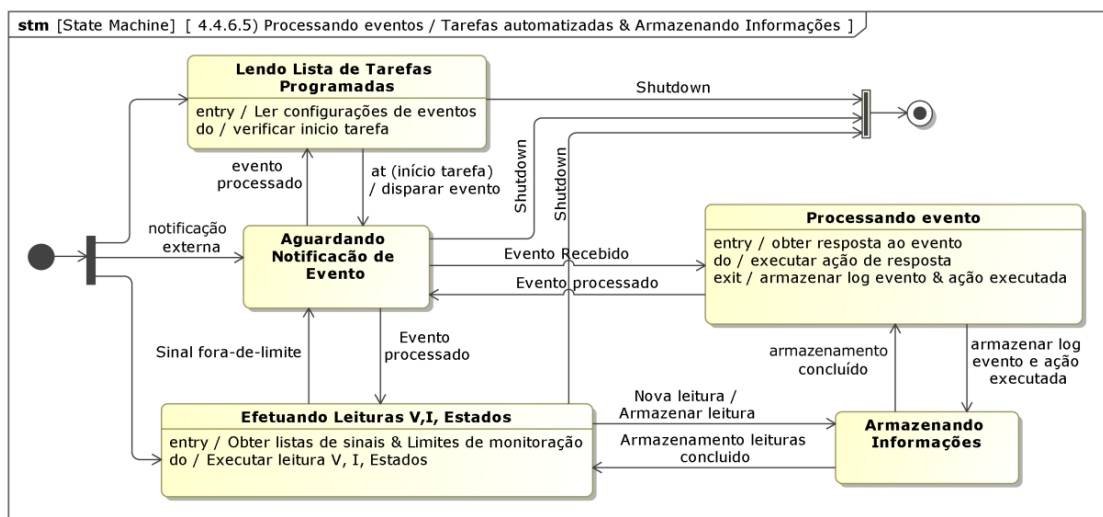 stm [State Machine] [ 4.4.6.5) Processando eventos / Tarefas automatizadas & Armazenando Informações ]
Lendo Lista de Tarefas
Programadas
entry / Ler configurações de eventos
do / verificar inicio tarefa
Shutdown
evento
processado
at (início tarefa)
/ disparar evento
Shutdown
Shutdown
notificação
externa
Aguardando
Notificacão de
Evento
Processando evento
entry / obter resposta ao evento
do / executar ação de resposta
exit / armazenar log evento & ação executada
Evento Recebido
Evento processado
Sinal fora-de-limite
Evento
processado
armazenamento
concluído
armazenar log
evento e ação
executada
Efetuando Leituras V,I, Estados
entry / Obter listas de sinais & Limites de monitoração
do / Executar leitura V, I, Estados
Nova leitura /
Armazenar leitura
Armazenamento leituras
concluido
Armazenando
Informações